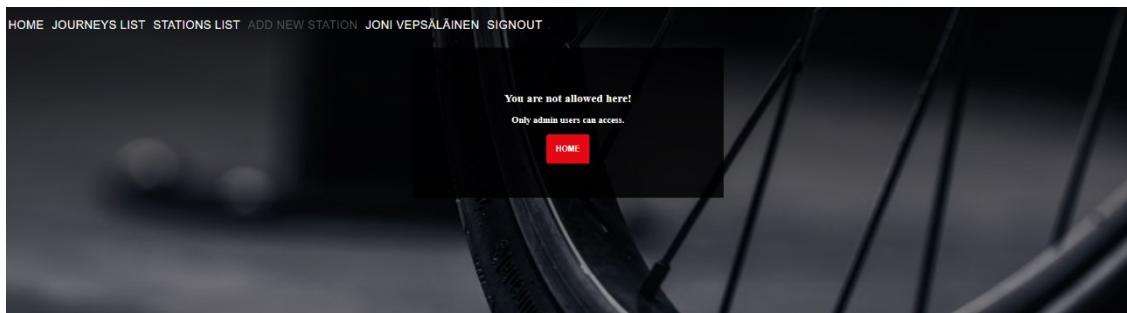 HOME JOURNEYS LIST STATIONS LIST ADD NEW STATION JONI VEPSÄLÄINEN SIGNOUT
You are not allowed here!
Only admin users can access.
HOME